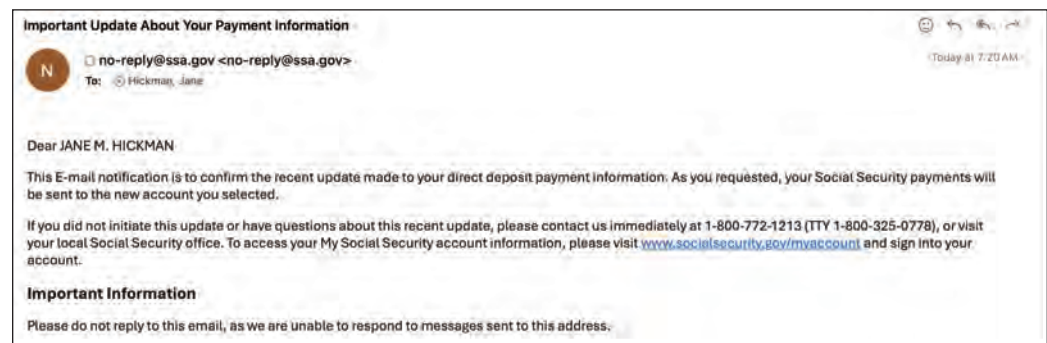 Important Update About Your Payment Information
N
no-reply@ssa.gov <no-reply@ssa.gov>
Today at 7:20 AM
To: Hickman, Jane
Dear JANE M. HICKMAN
This E-mail notification is to confirm the recent update made to your direct deposit payment information. As you requested, your Social Security payments will
be sent to the new account you selected.
If you did not initiate this update or have questions about this recent update, please contact us immediately at 1-800-772-1213 (TTY 1-800-325-0778), or visit
your local Social Security office. To access your My Social Security account information, please visit www.socialsecurity.gov/myaccount and sign into your
account.
Important Information
Please do not reply to this email, as we are unable to respond to messages sent to this address.